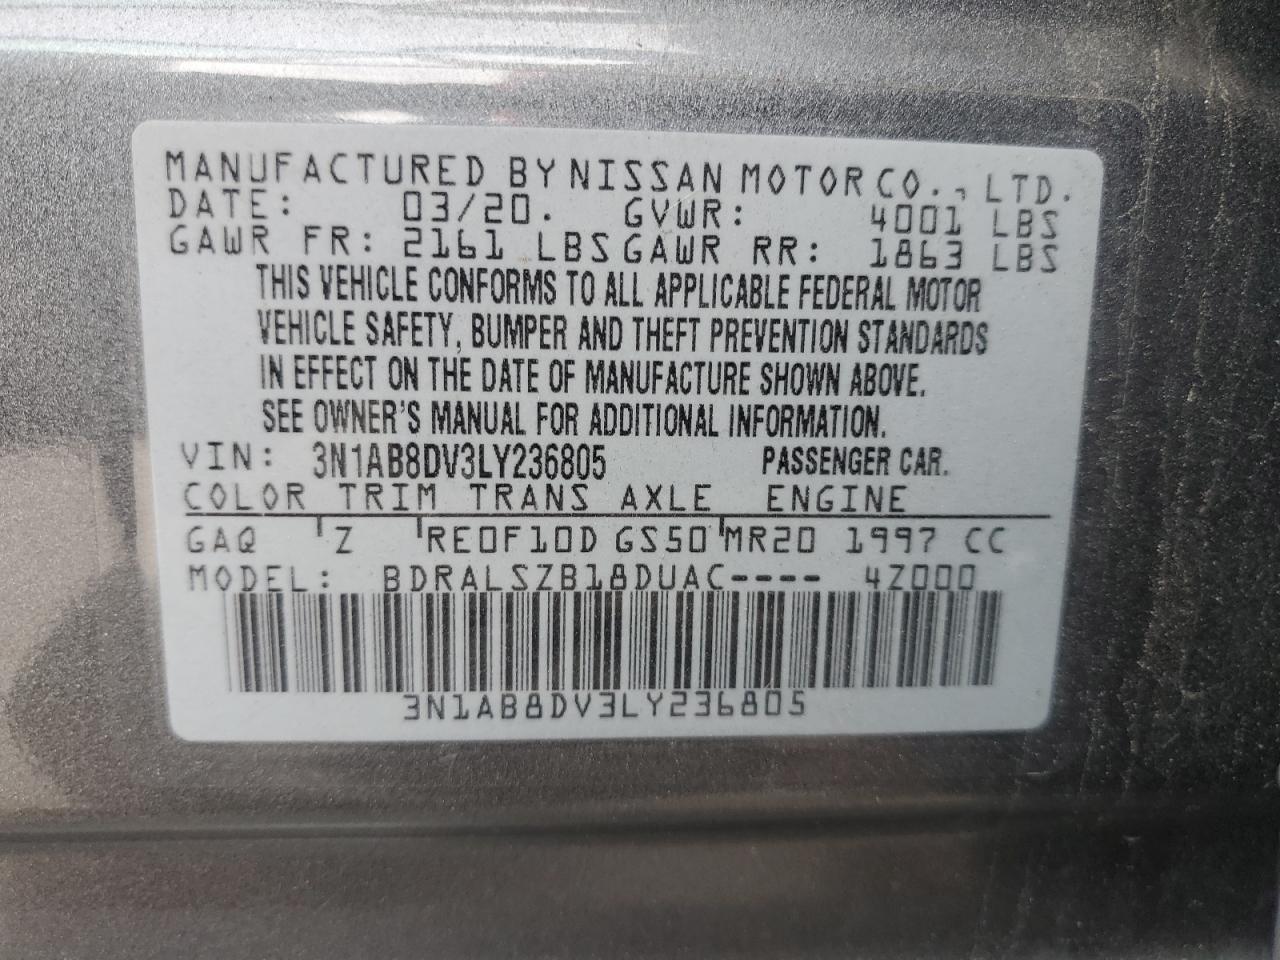 MANUFACTURED BY NISSAN MOTOR CO., LTD.
DATE: 03/20. GVWR: 4001 LBS
GAWR FR: 2161 LBS GAWR RR: 1863 LBS
THIS VEHICLE CONFORMS TO ALL APPLICABLE FEDERAL MOTOR
VEHICLE SAFETY, BUMPER AND THEFT PREVENTION STANDARDS
IN EFFECT ON THE DATE OF MANUFACTURE SHOWN ABOVE.
SEE OWNER'S MANUAL FOR ADDITIONAL INFORMATION.
VIN: 3N1AB8DV3LY236805 PASSENGER CAR.
COLOR TRIM TRANS AXLE ENGINE
GAQ Z RE0F10D GS50 MR20 1997 CC
MODEL: BDRALSZB18DUAC---- 4Z000
3N1AB8DV3LY236805